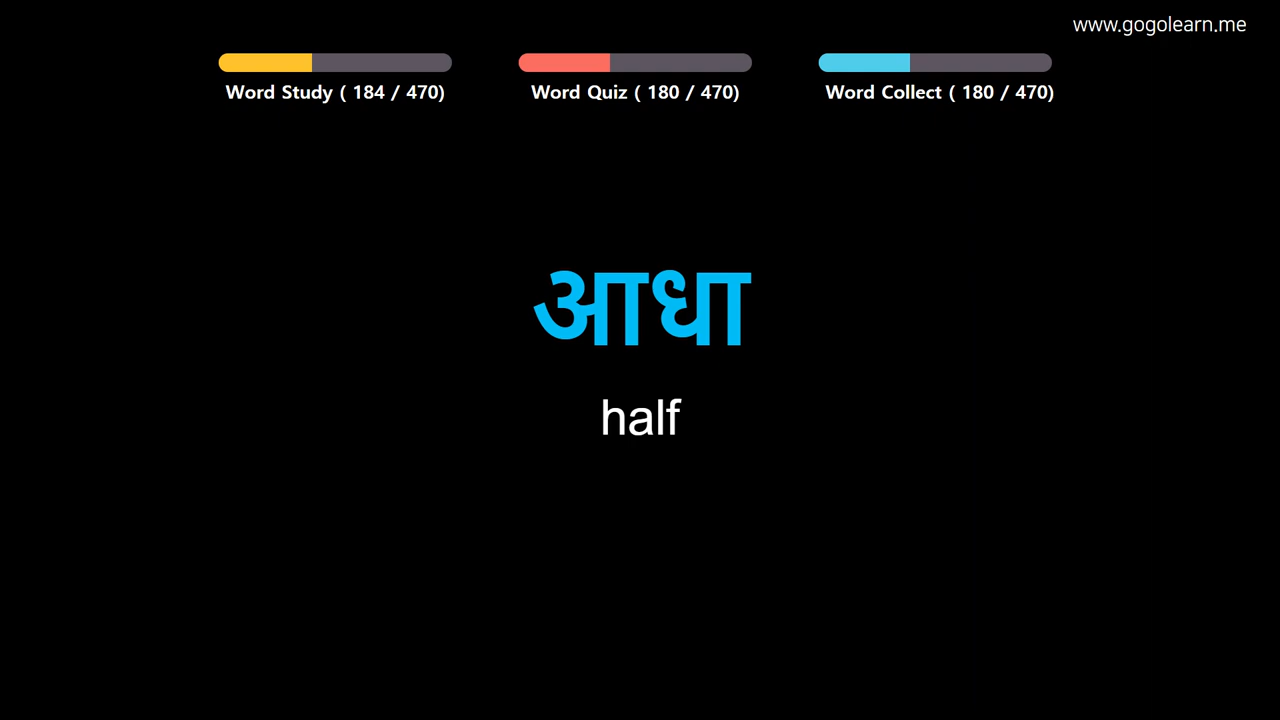 www.gogolearn.me
Word Study ( 184 / 470)
Word Quiz ( 180 / 470)
Word Collect ( 180 / 470)
आधा
half